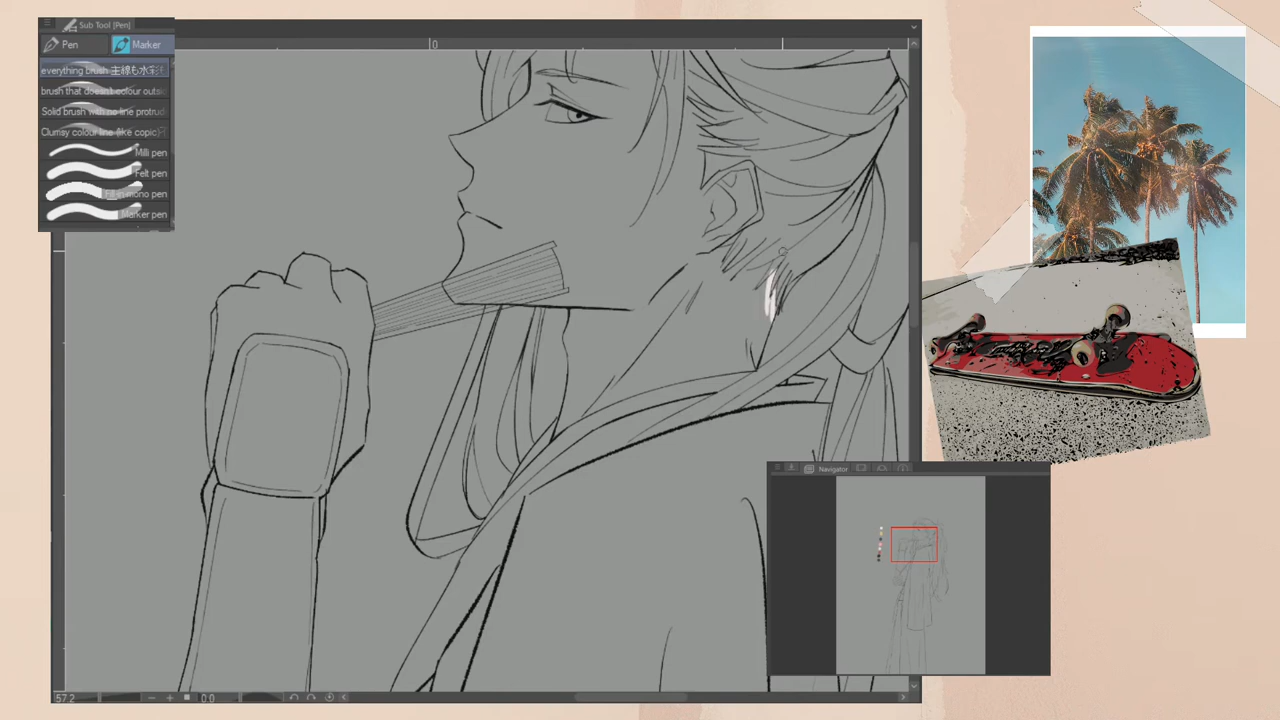 Sub Tool [Pen]
Pen
Marker
everything brush 主線も水彩
brush that doesn't colour outs
Solid brush with no line protrud
Clumsy colour line (like copic)
Milli pen
Felt pen
Fill-in mono pen
Marker pen
0
Navigator
57.2
0.0